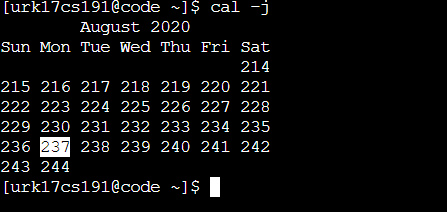 [urk17cs191@code ~]$ cal -j
August 2020
Sun Mon Tue Wed Thu Fri Sat
214
215 216 217 218 219 220 221
222 223 224 225 226 227 228
229 230 231 232 233 234 235
236 237 238 239 240 241 242
243 244
[urk17cs191@code ~]$